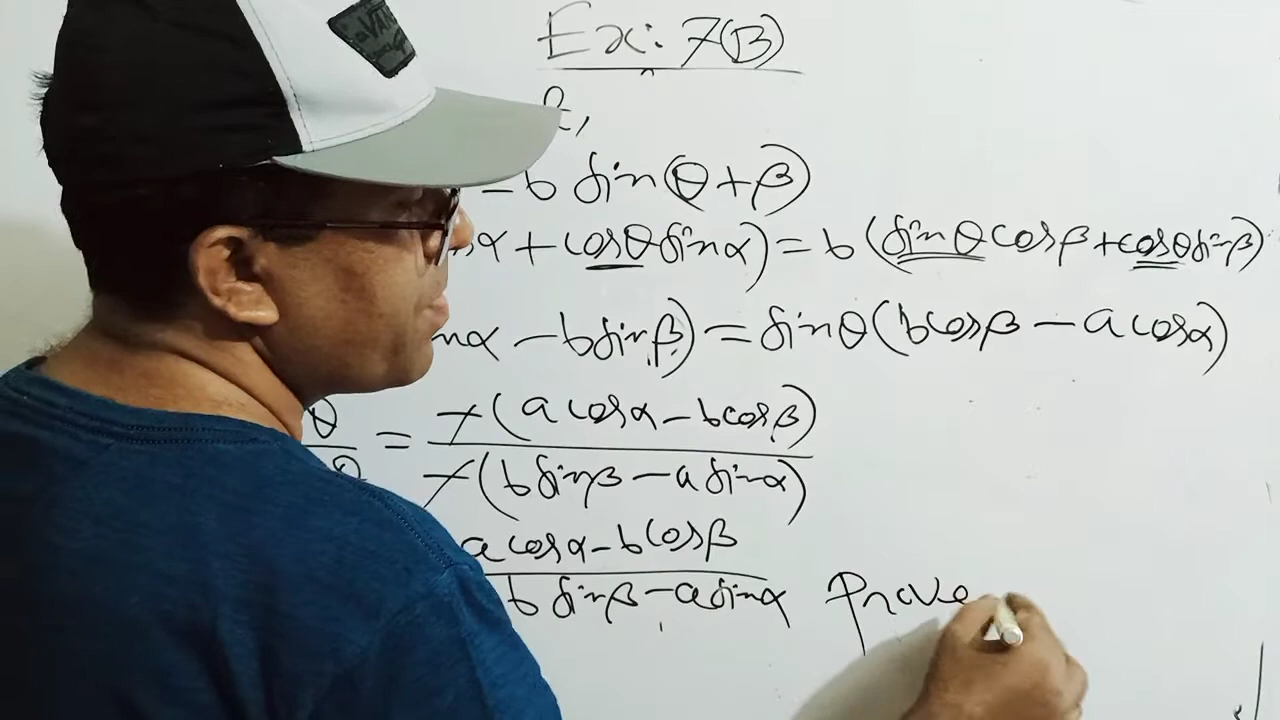 Ex: 7(B)
- b sin(θ+β)
α + cosθ sinα) = b (sinθ cosβ + cosθ sinβ)
nα - b sinβ) = sinθ (b cosβ - a cosα)
θ = -(a cosα - b cosβ)
-(b sinβ - a sinα)
a cosα - b cosβ
b sinβ - a sinα Prove